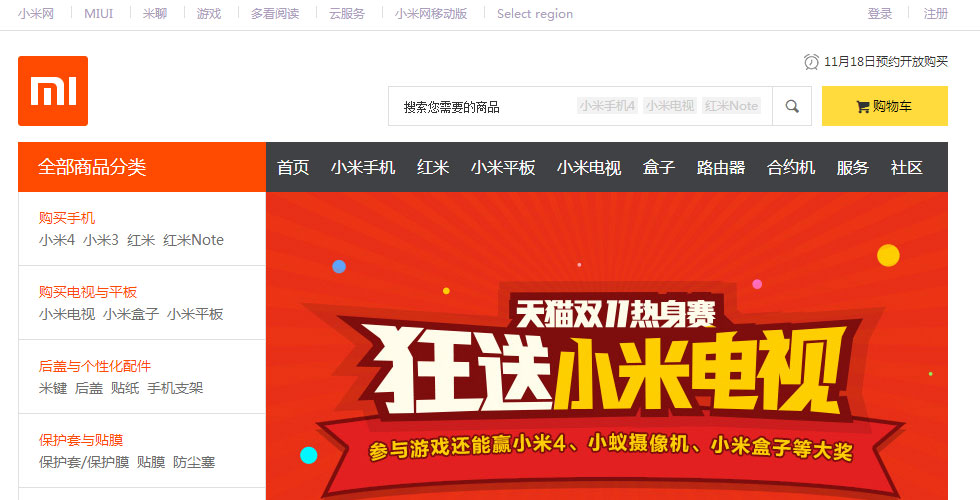 小米网 MIUI 米聊 游戏 多看阅读 云服务 小米网移动版 Select region 登录 注册
11月18日预约开放购买
mi
搜索您需要的商品 小米手机4 小米电视 红米Note 购物车
全部商品分类 首页 小米手机 红米 小米平板 小米电视 盒子 路由器 合约机 服务 社区
购买手机
小米4 小米3 红米 红米Note
购买电视与平板
小米电视 小米盒子 小米平板
后盖与个性化配件
米键 后盖 贴纸 手机支架
保护套与贴膜
保护套/保护膜 贴膜 防尘塞
天猫双11热身赛
狂送小米电视
参与游戏还能赢小米4、小蚁摄像机、小米盒子等大奖